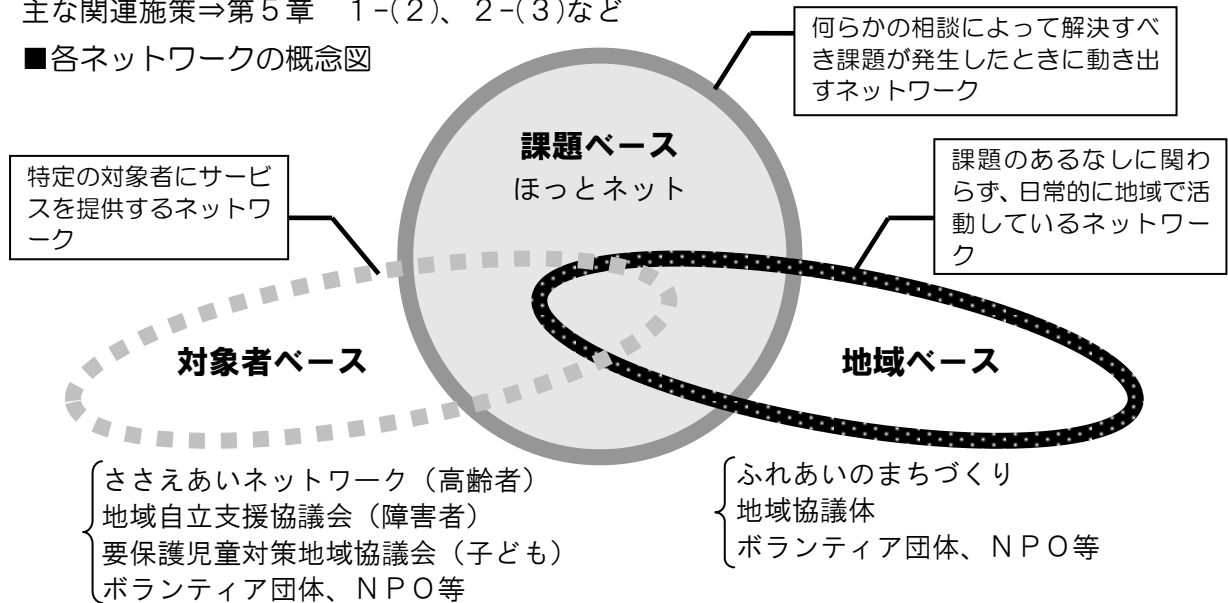 主な関連施策⇒第５章　１-(２)、２-(３)など
■各ネットワークの概念図
何らかの相談によって解決すべ
き課題が発生したときに動き出
すネットワーク
課題ベース
ほっとネット
特定の対象者にサービ
スを提供するネットワ
ーク
課題のあるなしに関わ
らず、日常的に地域で活
動しているネットワー
ク
対象者ベース
地域ベース
ささえあいネットワーク（高齢者）
地域自立支援協議会（障害者）
要保護児童対策地域協議会（子ども）
ボランティア団体、ＮＰＯ等
ふれあいのまちづくり
地域協議体
ボランティア団体、ＮＰＯ等